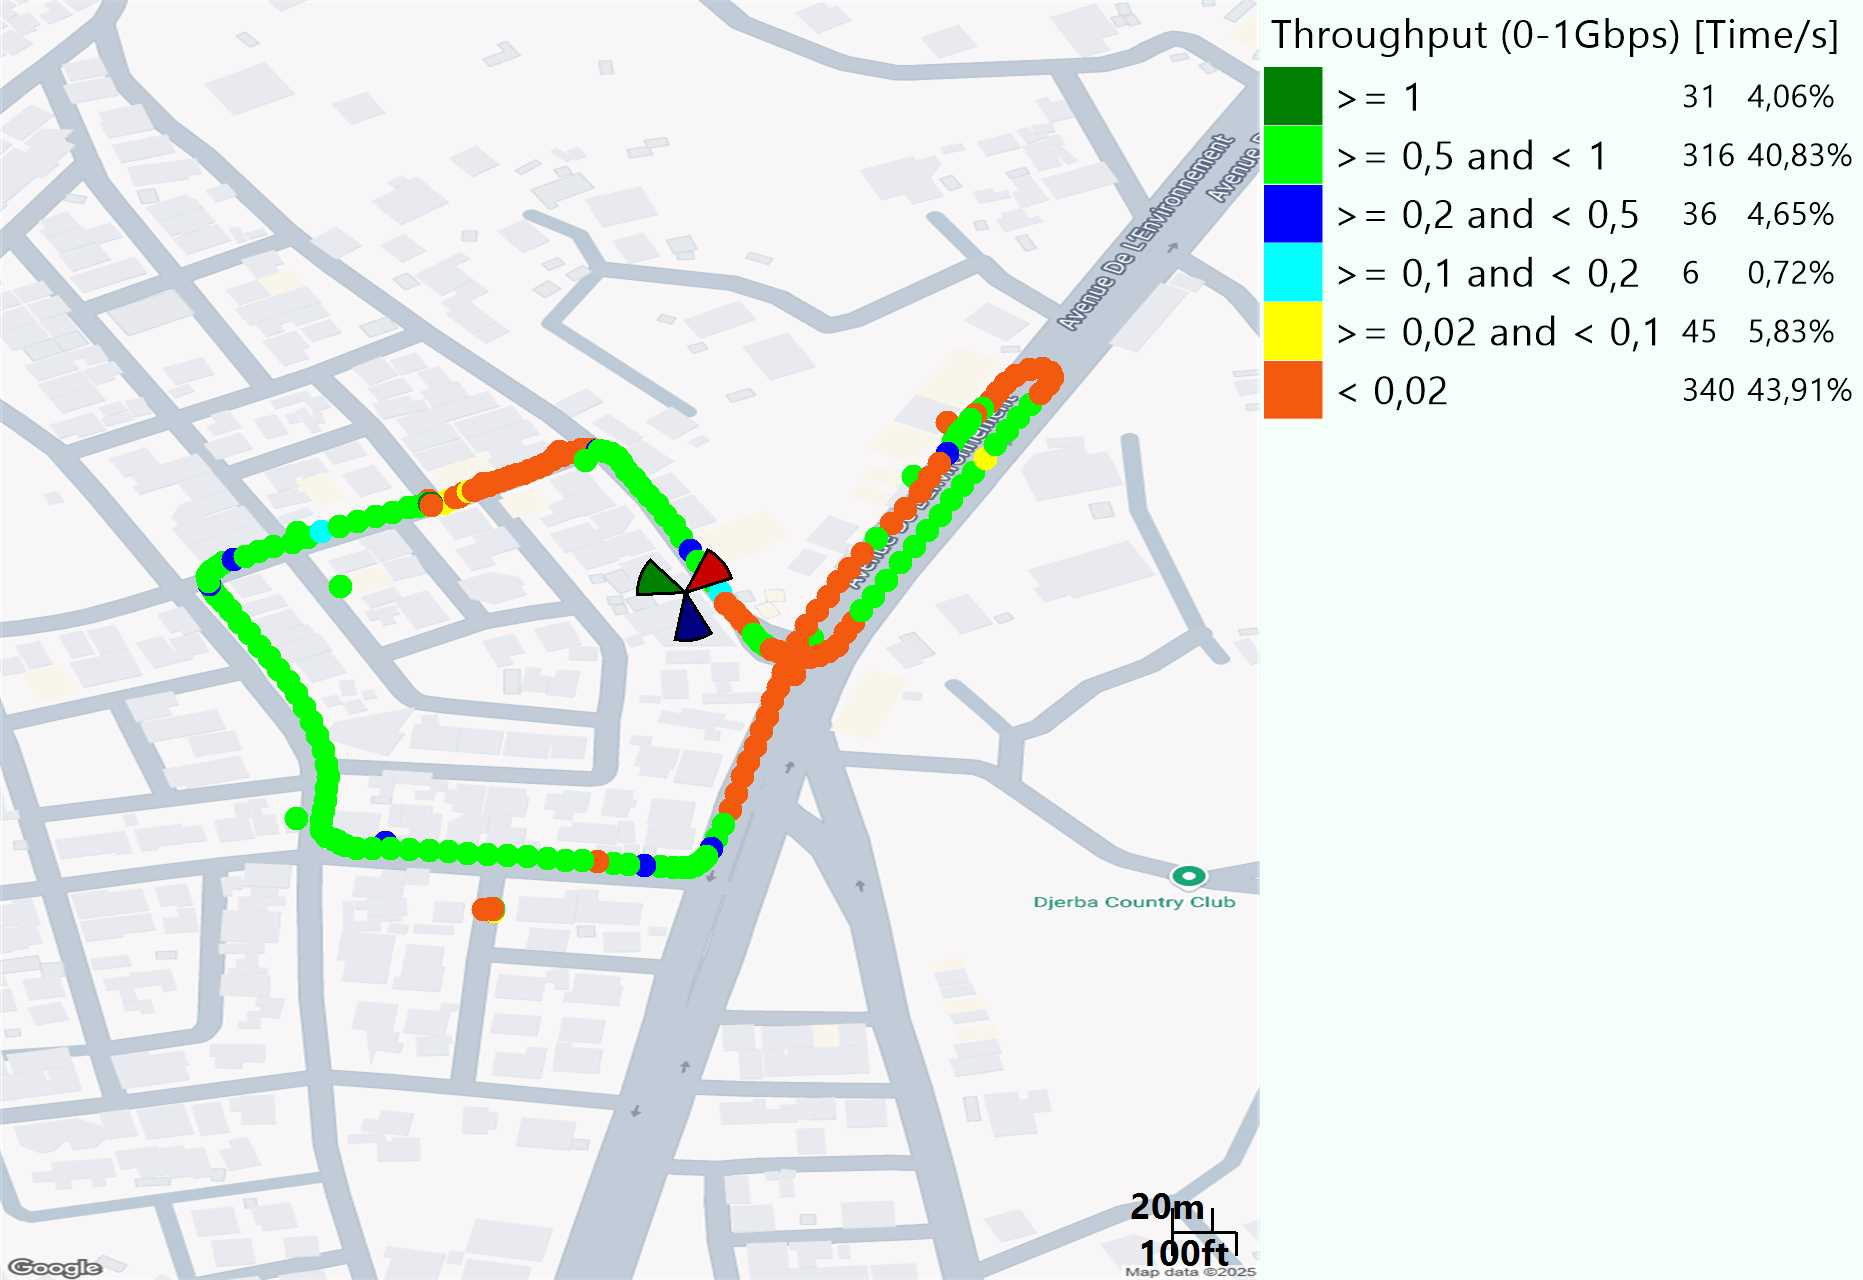 Throughput (0-1Gbps) [Time/s]
>= 1 31 4,06%
>= 0,5 and < 1 316 40,83%
>= 0,2 and < 0,5 36 4,65%
>= 0,1 and < 0,2 6 0,72%
>= 0,02 and < 0,1 45 5,83%
< 0,02 340 43,91%
Avenue De L'Environnement
Djerba Country Club
20m
100ft
Google
Map data ©2025